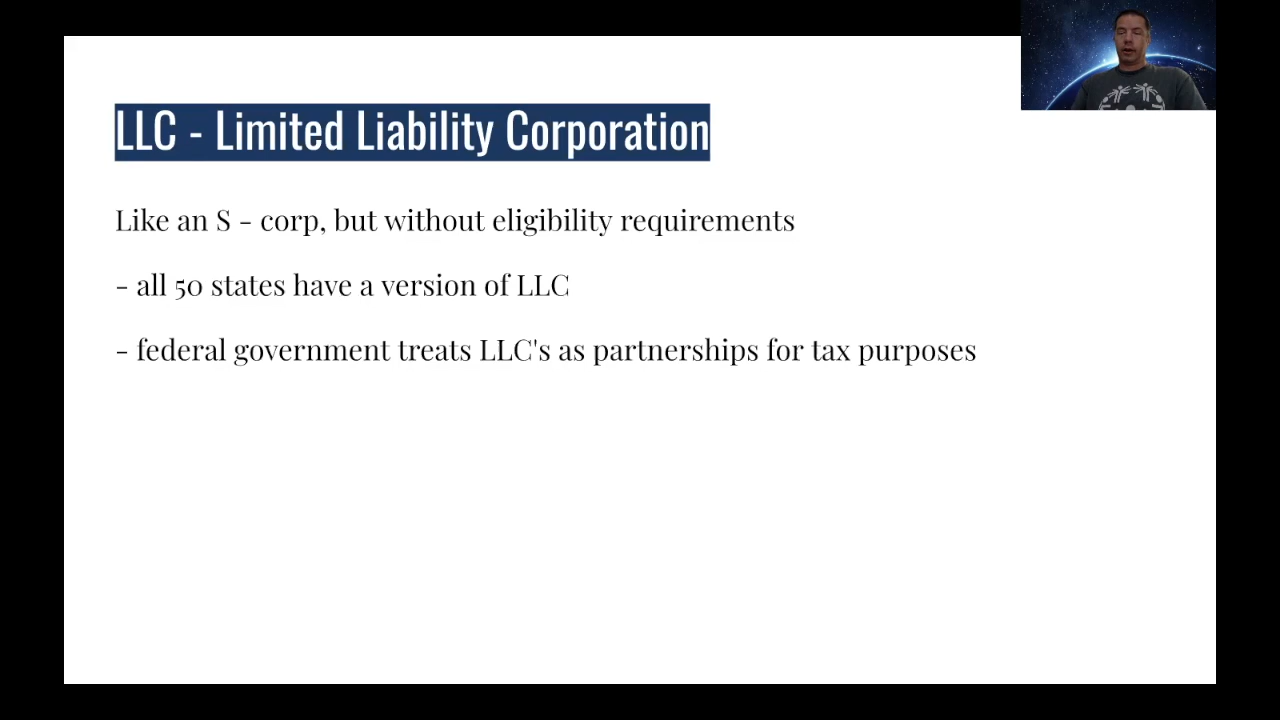 LLC - Limited Liability Corporation
Like an S - corp, but without eligibility requirements
- all 50 states have a version of LLC
- federal government treats LLC's as partnerships for tax purposes